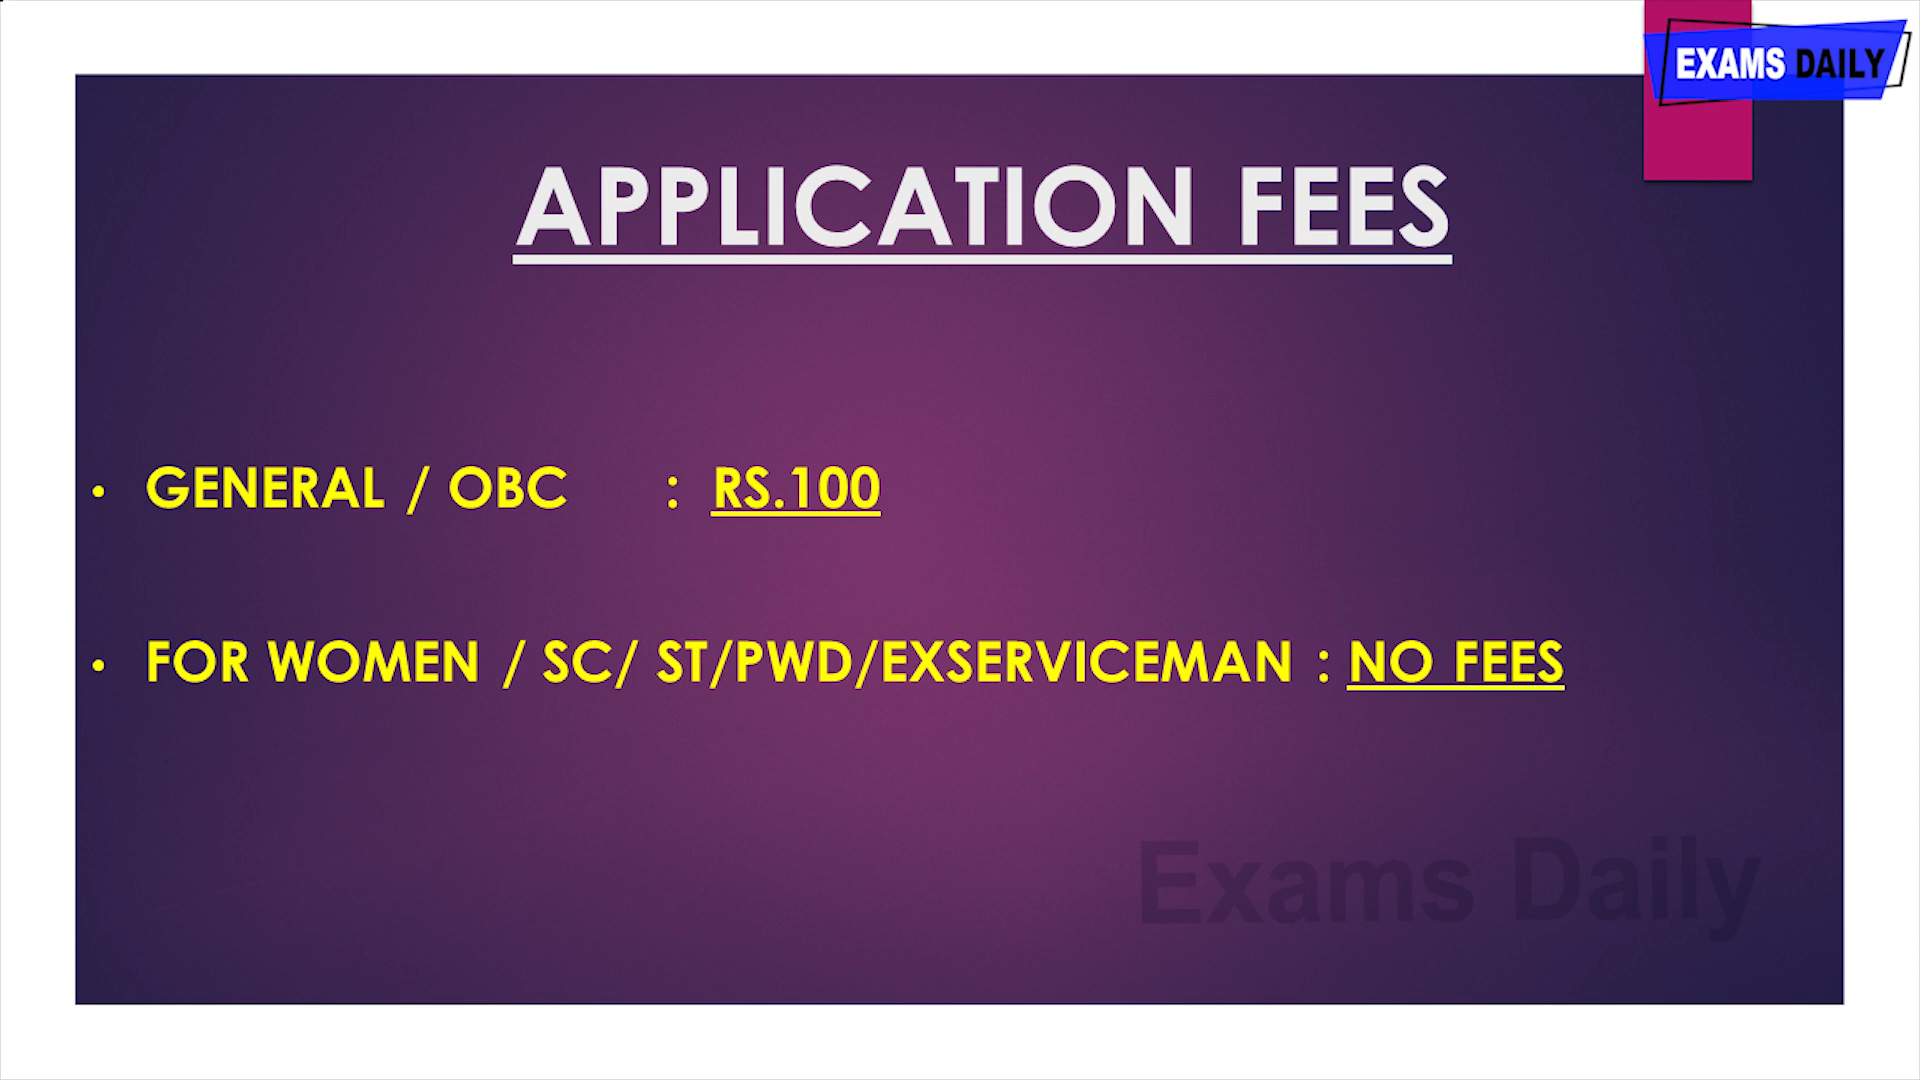 EXAMS DAILY
APPLICATION FEES
• GENERAL / OBC : RS.100
• FOR WOMEN / SC/ ST/PWD/EXSERVICEMAN : NO FEES
Exams Daily